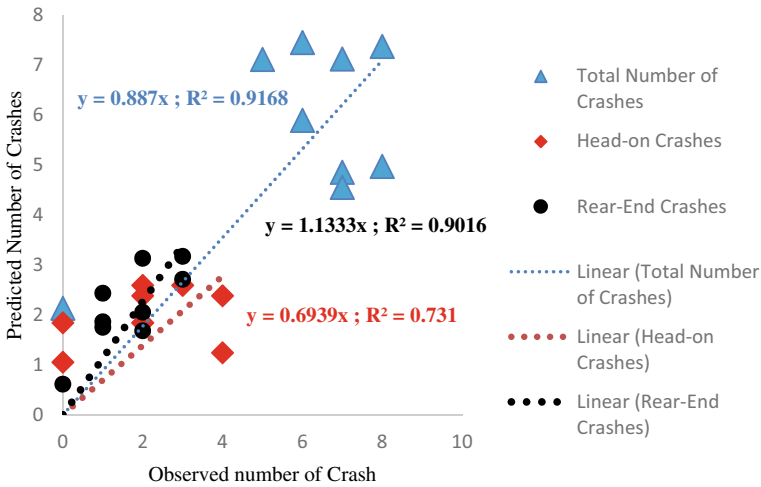 Predicted Number of Crashes
8
7
6
5
4
3
2
1
0
y = 0.887x ; R² = 0.9168
y = 1.1333x ; R² = 0.9016
y = 0.6939x ; R² = 0.731
0 2 4 6 8 10
Observed number of Crash
Total Number of
Crashes
Head-on Crashes
Rear-End Crashes
Linear (Total Number
of Crashes)
Linear (Head-on
Crashes)
Linear (Rear-End
Crashes)